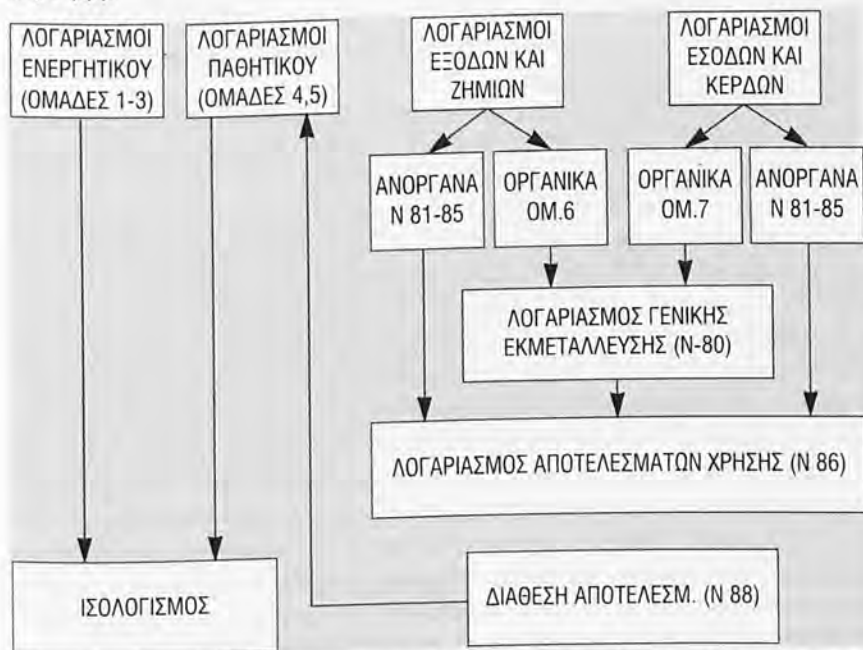 ΛΟΓΑΡΙΑΣΜΟΙ
ΕΝΕΡΓΗΤΙΚΟΥ
(ΟΜΑΔΕΣ 1-3)
ΛΟΓΑΡΙΑΣΜΟΙ
ΠΑΘΗΤΙΚΟΥ
(ΟΜΑΔΕΣ 4,5)
ΛΟΓΑΡΙΑΣΜΟΙ
ΕΞΟΔΩΝ ΚΑΙ
ΖΗΜΙΩΝ
ΛΟΓΑΡΙΑΣΜΟΙ
ΕΣΟΔΩΝ ΚΑΙ
ΚΕΡΔΩΝ
ΑΝΟΡΓΑΝΑ
Ν 81-85
ΟΡΓΑΝΙΚΑ
ΟΜ.6
ΟΡΓΑΝΙΚΑ
ΟΜ.7
ΑΝΟΡΓΑΝΑ
Ν 81-85
ΛΟΓΑΡΙΑΣΜΟΣ ΓΕΝΙΚΗΣ
ΕΚΜΕΤΑΛΛΕΥΣΗΣ (Ν-80)
ΛΟΓΑΡΙΑΣΜΟΣ ΑΠΟΤΕΛΕΣΜΑΤΩΝ ΧΡΗΣΗΣ (Ν 86)
ΙΣΟΛΟΓΙΣΜΟΣ
ΔΙΑΘΕΣΗ ΑΠΟΤΕΛΕΣΜ. (Ν 88)